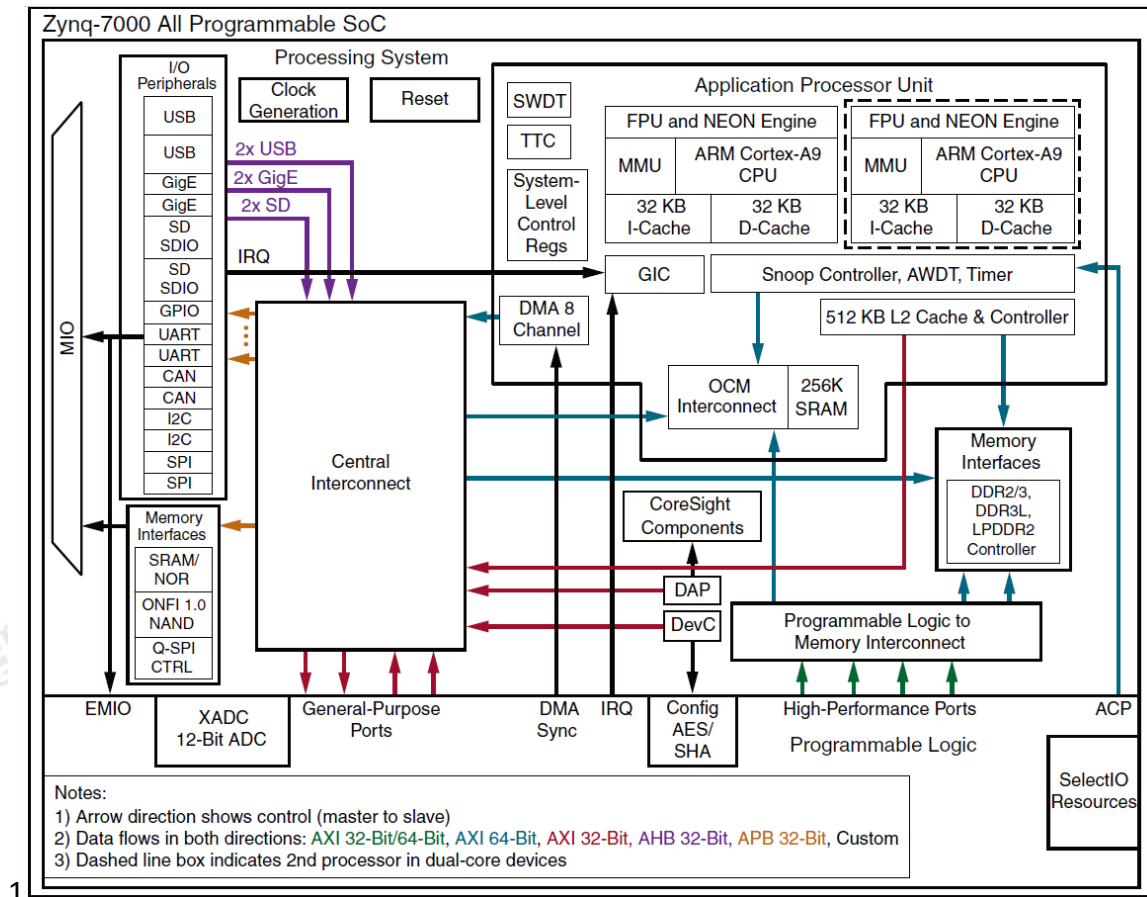 Zynq-7000 All Programmable SoC
I/O
Peripherals
USB
USB
GigE
GigE
SD
SDIO
SD
SDIO
GPIO
UART
UART
CAN
CAN
I2C
I2C
SPI
SPI
MIO
Memory
Interfaces
SRAM/
NOR
ONFI 1.0
NAND
Q-SPI
CTRL
Processing System
Clock
Generation
Reset
2x USB
2x GigE
2x SD
IRQ
Central
Interconnect
Application Processor Unit
SWDT
TTC
System-
Level
Control
Regs
FPU and NEON Engine
MMU
ARM Cortex-A9
CPU
32 KB
I-Cache
32 KB
D-Cache
FPU and NEON Engine
MMU
ARM Cortex-A9
CPU
32 KB
I-Cache
32 KB
D-Cache
GIC
Snoop Controller, AWDT, Timer
DMA 8
Channel
512 KB L2 Cache & Controller
OCM
Interconnect
256K
SRAM
Memory
Interfaces
DDR2/3,
DDR3L,
LPDDR2
Controller
CoreSight
Components
DAP
DevC
Programmable Logic to
Memory Interconnect
EMIO
XADC
12-Bit ADC
General-Purpose
Ports
DMA
Sync
IRQ
Config
AES/
SHA
High-Performance Ports
ACP
Programmable Logic
SelectIO
Resources
Notes:
1) Arrow direction shows control (master to slave)
2) Data flows in both directions: AXI 32-Bit/64-Bit, AXI 64-Bit, AXI 32-Bit, AHB 32-Bit, APB 32-Bit, Custom
3) Dashed line box indicates 2nd processor in dual-core devices
1